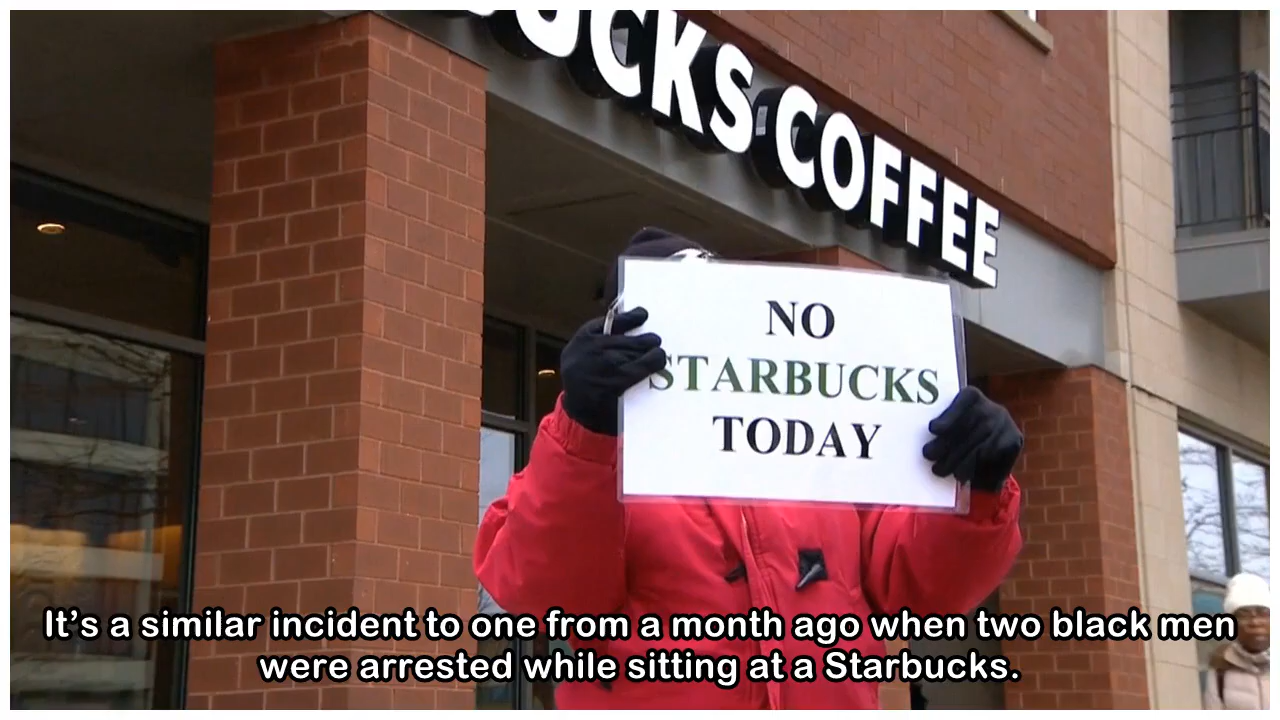 BUCKS COFFEE
NO
STARBUCKS
TODAY
It's a similar incident to one from a month ago when two black men
were arrested while sitting at a Starbucks.